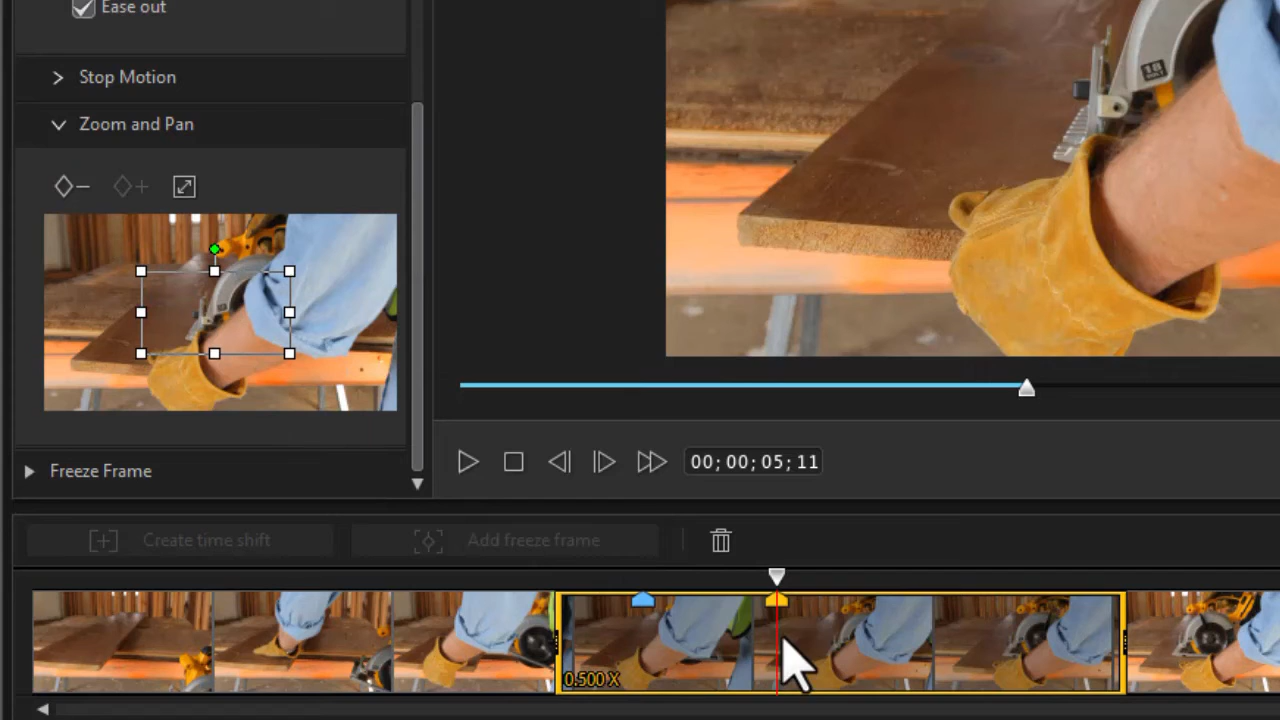 Ease out
Stop Motion
Zoom and Pan
Freeze Frame
18
00;00;05;11
Create time shift
Add freeze frame
0.500 X